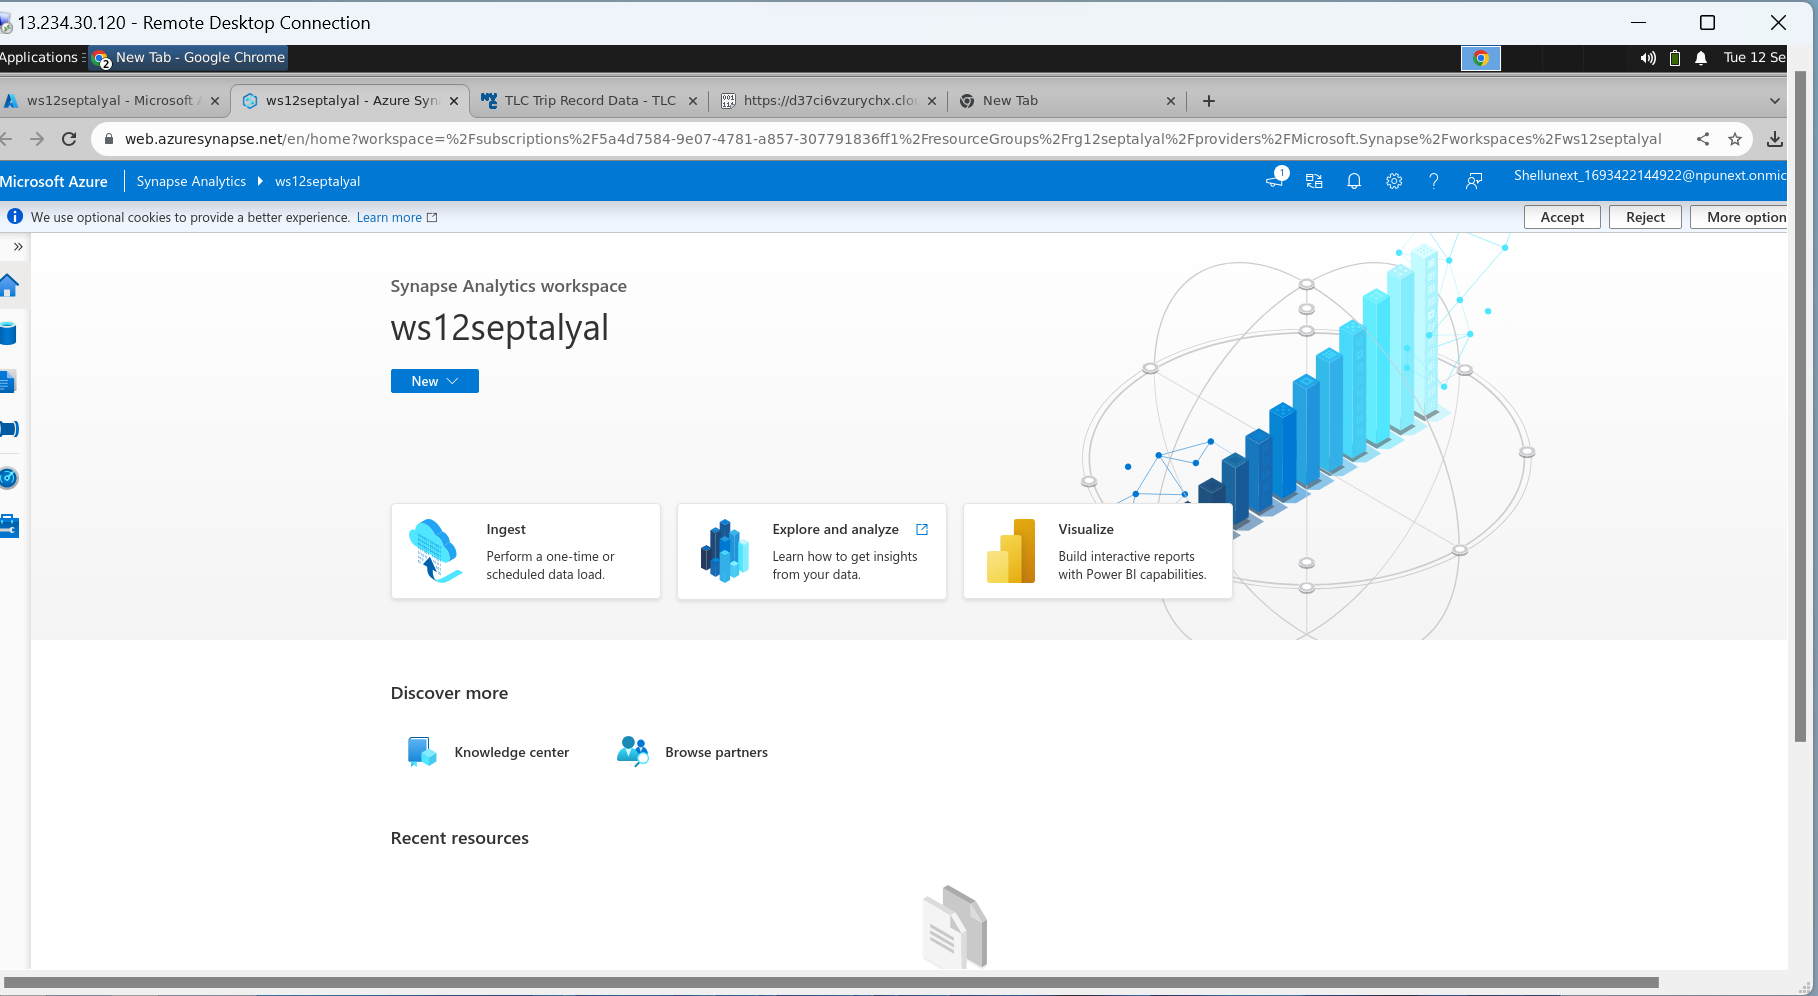 13.234.30.120 - Remote Desktop Connection
Applications
2
New Tab - Google Chrome
Tue 12 Se
ws12septalyal - Microsoft A
ws12septalyal - Azure Syn
NYC
TLC Trip Record Data - TLC
https://d37ci6vzurychx.clou
New Tab
web.azuresynapse.net/en/home?workspace=%2Fsubscriptions%2F5a4d7584-9e07-4781-a857-307791836ff1%2FresourceGroups%2Frg12septalyal%2Fproviders%2FMicrosoft.Synapse%2Fworkspaces%2Fws12septalyal
Microsoft Azure
Synapse Analytics
ws12septalyal
1
Shellunext_1693422144922@npunext.onmic
We use optional cookies to provide a better experience. Learn more
Accept
Reject
More option
Synapse Analytics workspace
ws12septalyal
New
Ingest
Perform a one-time or
scheduled data load.
Explore and analyze
Learn how to get insights
from your data.
Visualize
Build interactive reports
with Power BI capabilities.
Discover more
Knowledge center
Browse partners
Recent resources